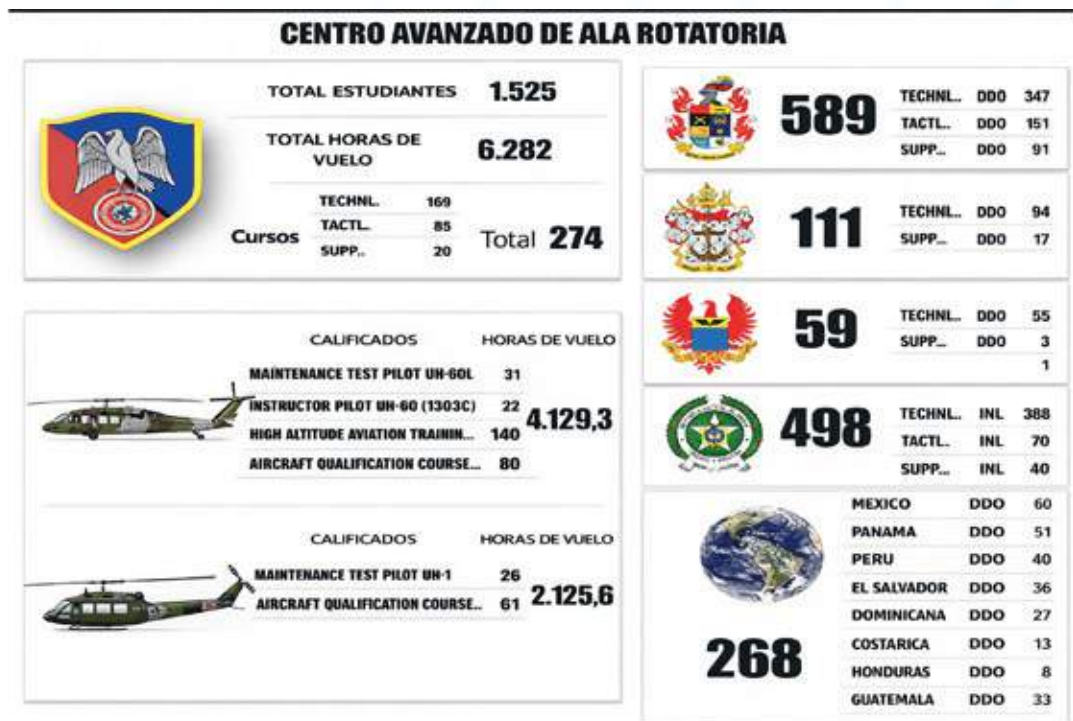 CENTRO AVANZADO DE ALA ROTATORIA
TOTAL ESTUDIANTES 1.525
TOTAL HORAS DE VUELO 6.282
Cursos
TECHNL. 169
TACTL. 85
SUPP.. 20
Total 274
CALIFICADOS HORAS DE VUELO
MAINTENANCE TEST PILOT UH-60L 31
INSTRUCTOR PILOT UH-60 (1303C) 22
HIGH ALTITUDE AVIATION TRAININ... 140
AIRCRAFT QUALIFICATION COURSE... 80
4.129,3
CALIFICADOS HORAS DE VUELO
MAINTENANCE TEST PILOT UH-1 26
AIRCRAFT QUALIFICATION COURSE.. 61
2.125,6
589
TECHNL.. DDO 347
TACTL.. DDO 151
SUPP... DDO 91
111
TECHNL.. DDO 94
SUPP... DDO 17
59
TECHNL.. DDO 55
SUPP... DDO 3
1
498
TECHNL.. INL 388
TACTL.. INL 70
SUPP... INL 40
268
MEXICO DDO 60
PANAMA DDO 51
PERU DDO 40
EL SALVADOR DDO 36
DOMINICANA DDO 27
COSTARICA DDO 13
HONDURAS DDO 8
GUATEMALA DDO 33